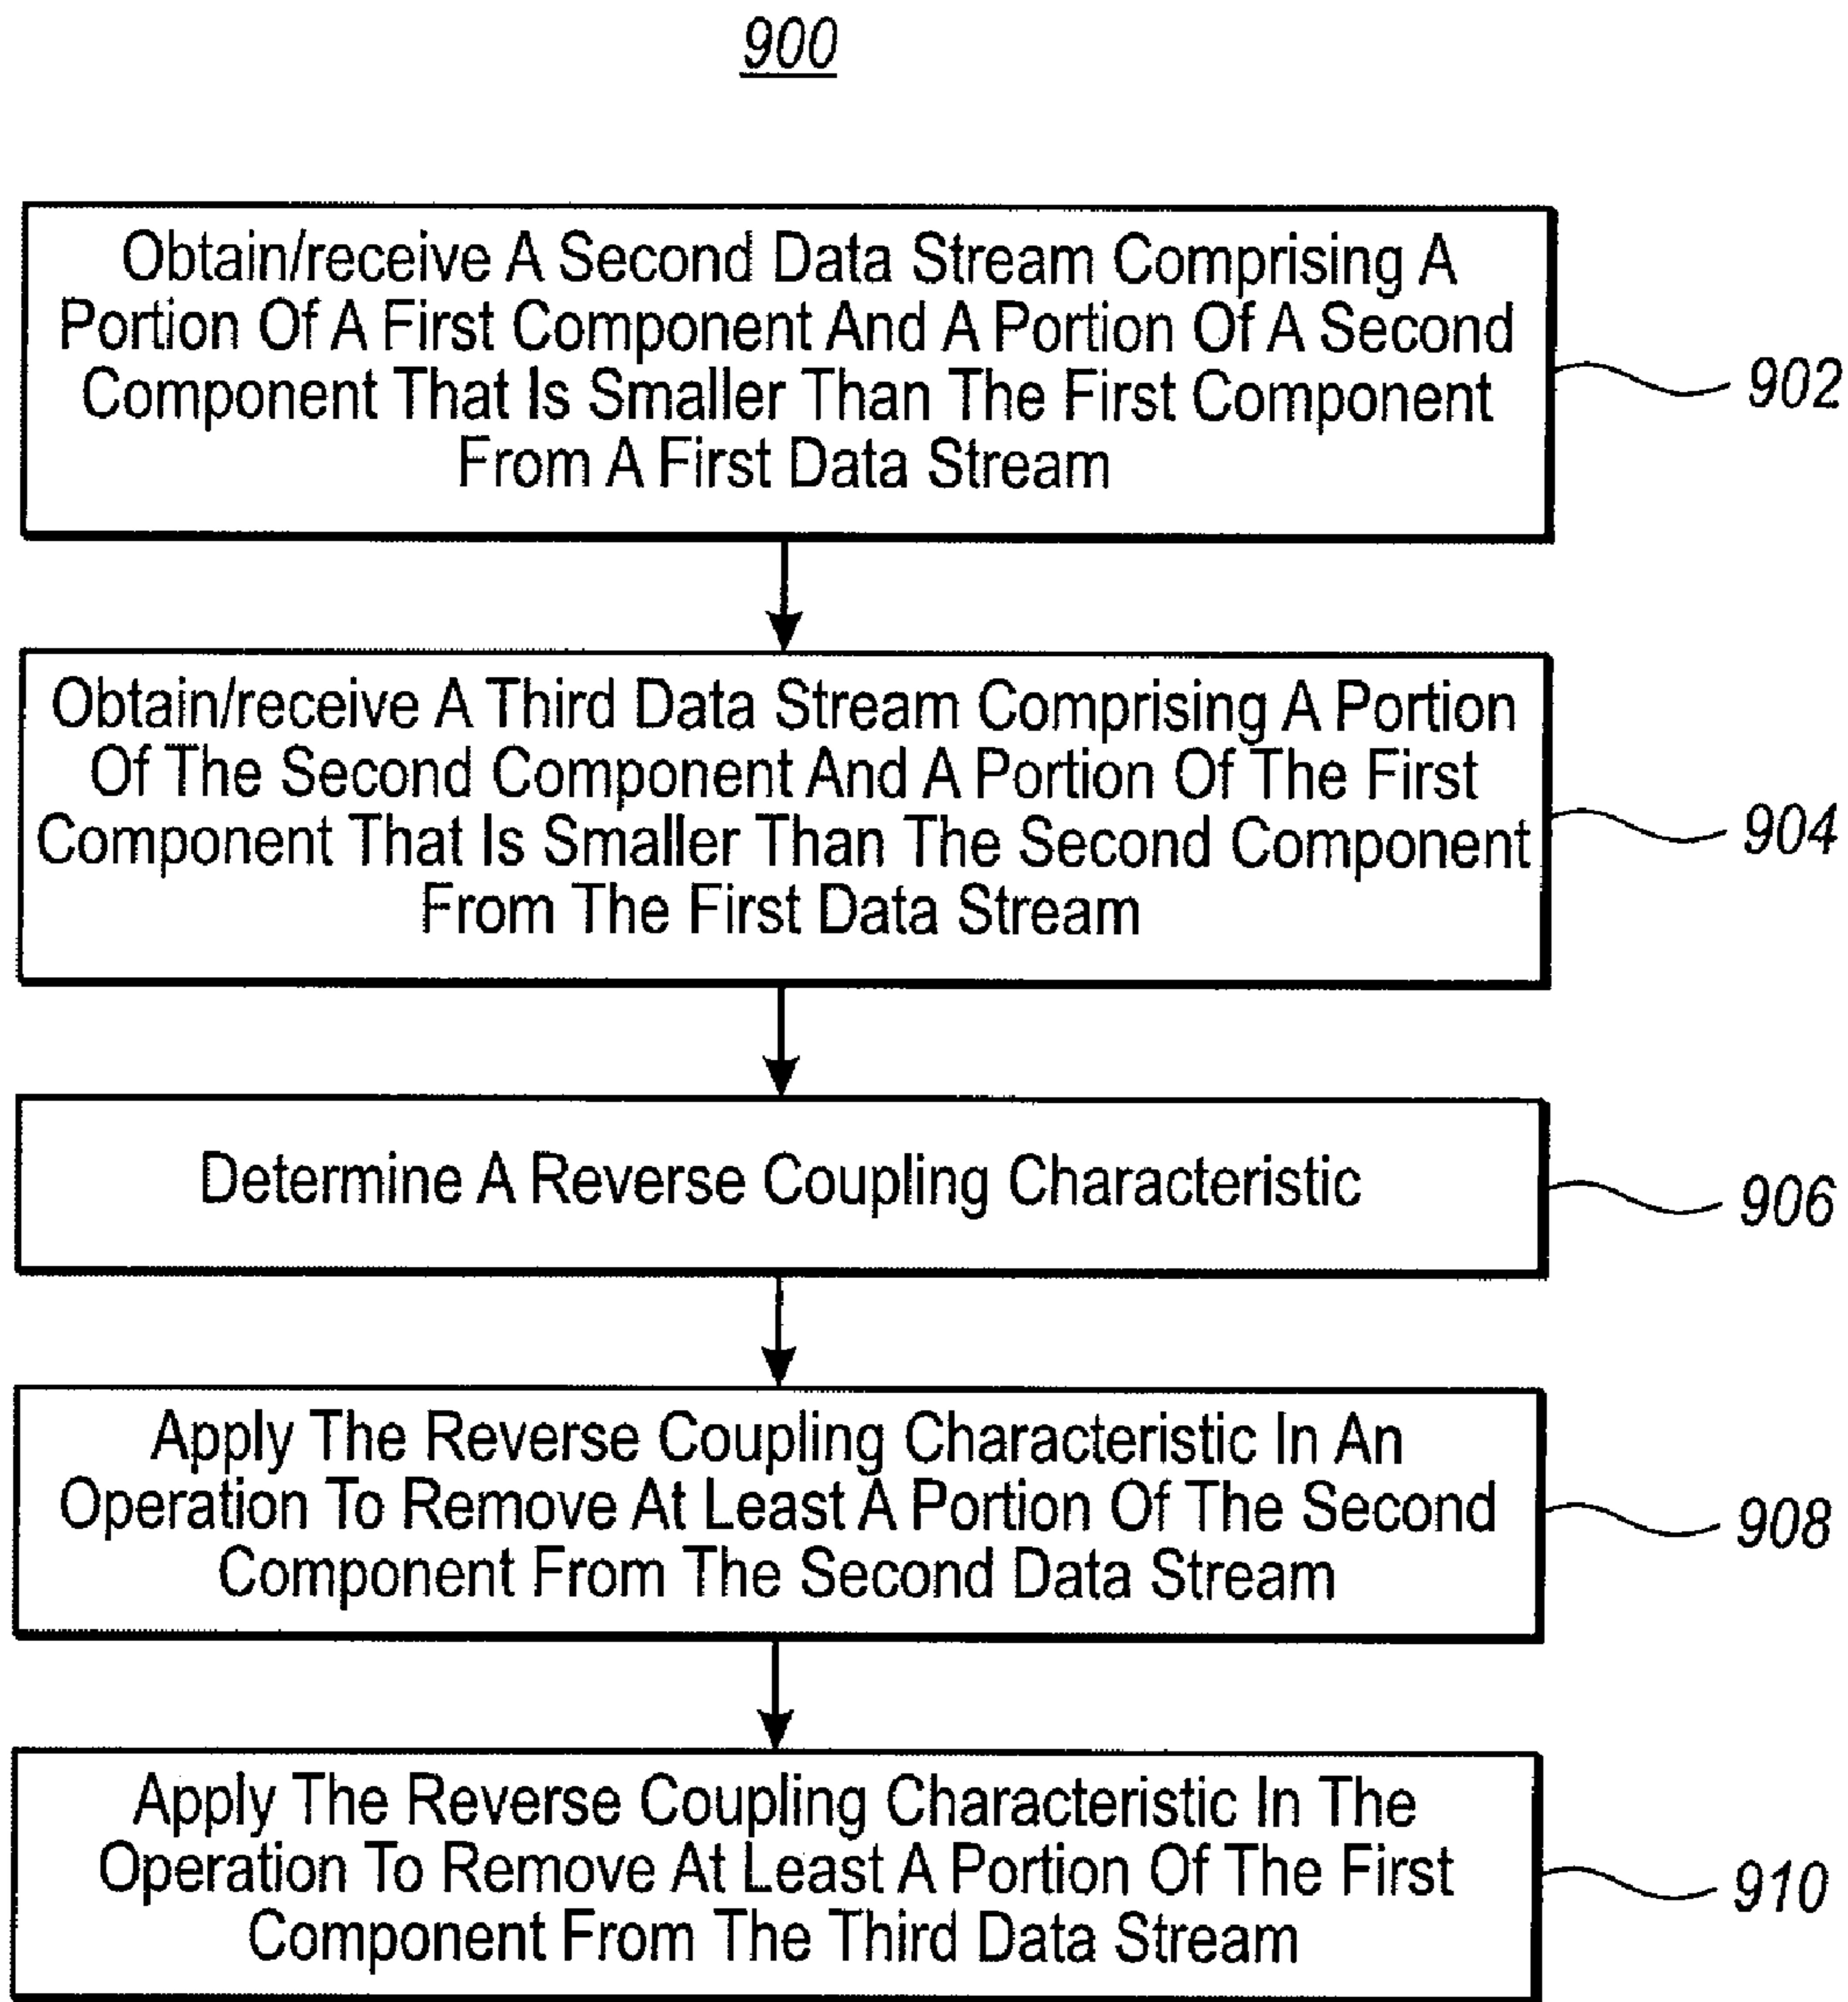 900
Obtain/receive A Second Data Stream Comprising A
Portion Of A First Component And A Portion Of A Second
Component That Is Smaller Than The First Component
From A First Data Stream
902
Obtain/receive A Third Data Stream Comprising A Portion
Of The Second Component And A Portion Of The First
Component That Is Smaller Than The Second Component
From The First Data Stream
904
Determine A Reverse Coupling Characteristic
906
Apply The Reverse Coupling Characteristic In An
Operation To Remove At Least A Portion Of The Second
Component From The Second Data Stream
908
Apply The Reverse Coupling Characteristic In The
Operation To Remove At Least A Portion Of The First
Component From The Third Data Stream
910